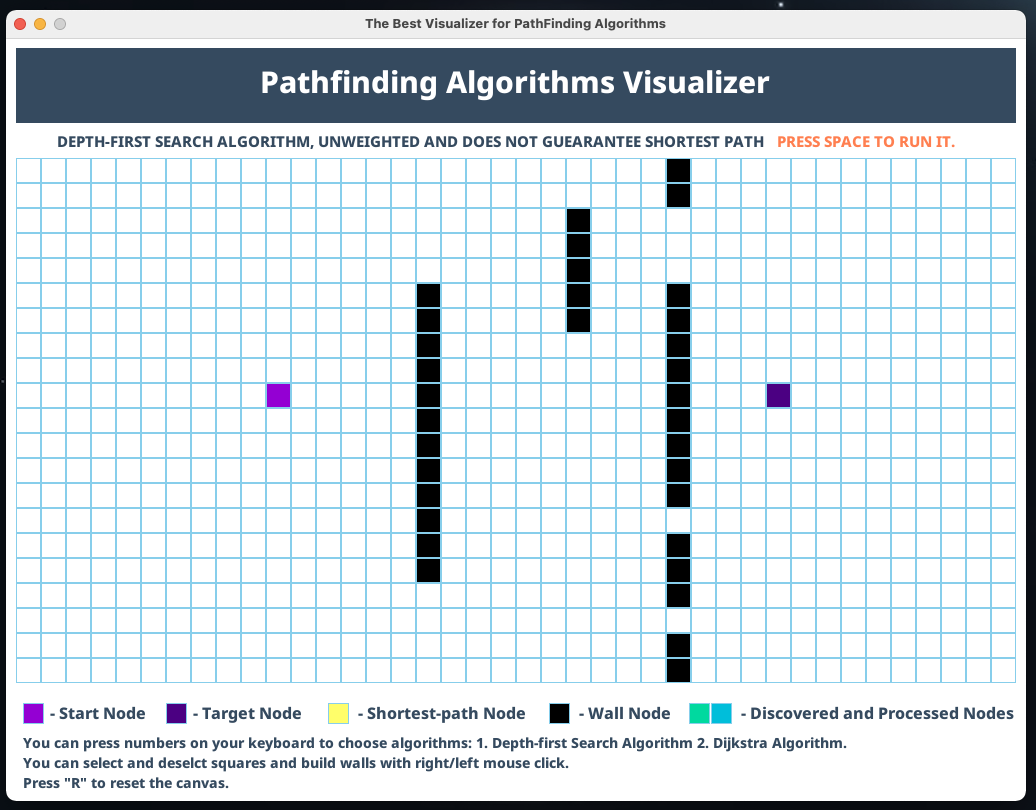 The Best Visualizer for PathFinding Algorithms
Pathfinding Algorithms Visualizer
DEPTH-FIRST SEARCH ALGORITHM, UNWEIGHTED AND DOES NOT GUEARANTEE SHORTEST PATH PRESS SPACE TO RUN IT.
- Start Node - Target Node - Shortest-path Node - Wall Node - Discovered and Processed Nodes
You can press numbers on your keyboard to choose algorithms: 1. Depth-first Search Algorithm 2. Dijkstra Algorithm.
You can select and deselct squares and build walls with right/left mouse click.
Press "R" to reset the canvas.